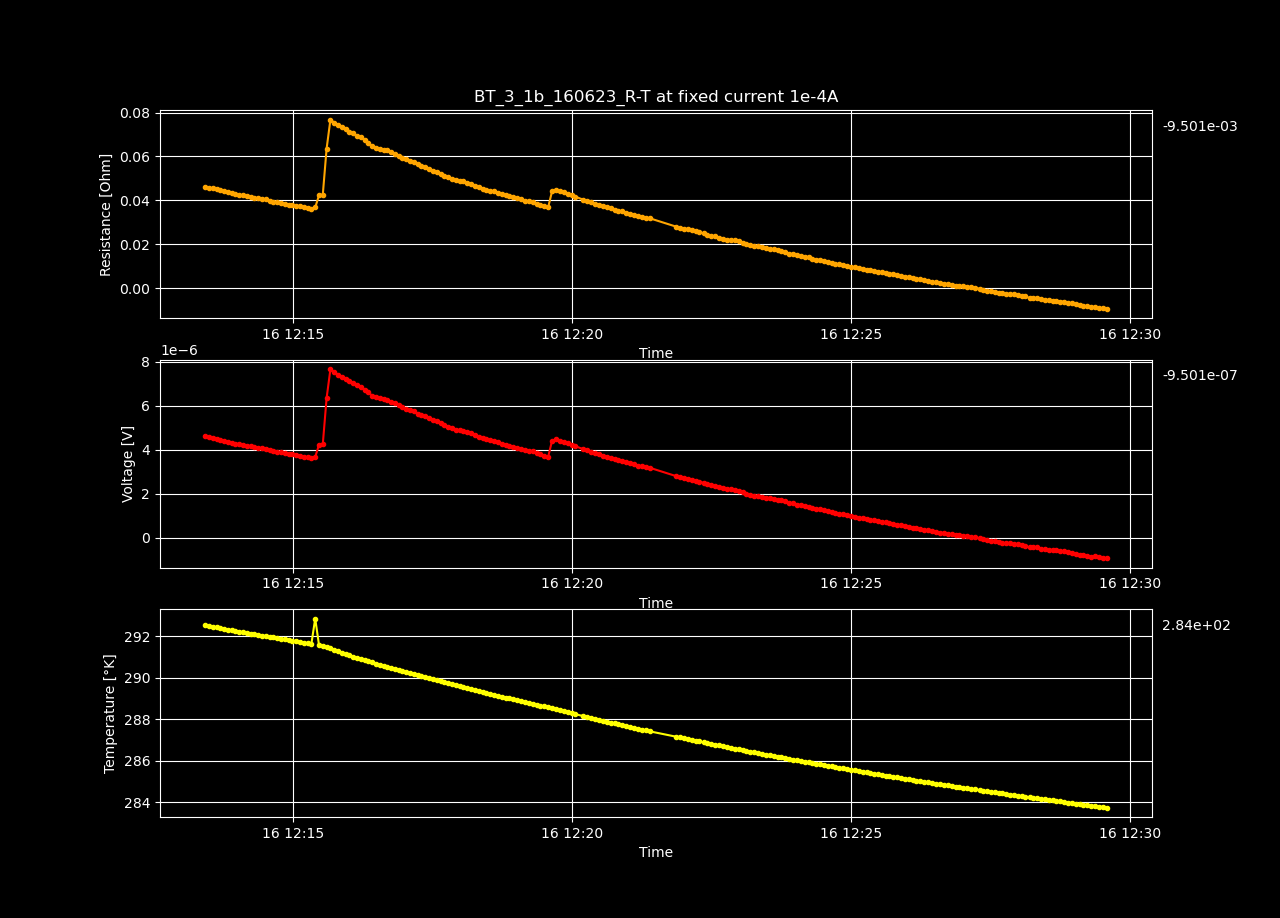 BT_3_1b_160623_R-T at fixed current 1e-4A
0.08
0.06
0.04
0.02
0.00
Resistance [Ohm]
-9.501e-03
16 12:15
16 12:20
16 12:25
16 12:30
Time
1e-6
8
6
4
2
0
Voltage [V]
-9.501e-07
16 12:15
16 12:20
16 12:25
16 12:30
Time
292
290
288
286
284
Temperature [°K]
2.84e+02
16 12:15
16 12:20
16 12:25
16 12:30
Time